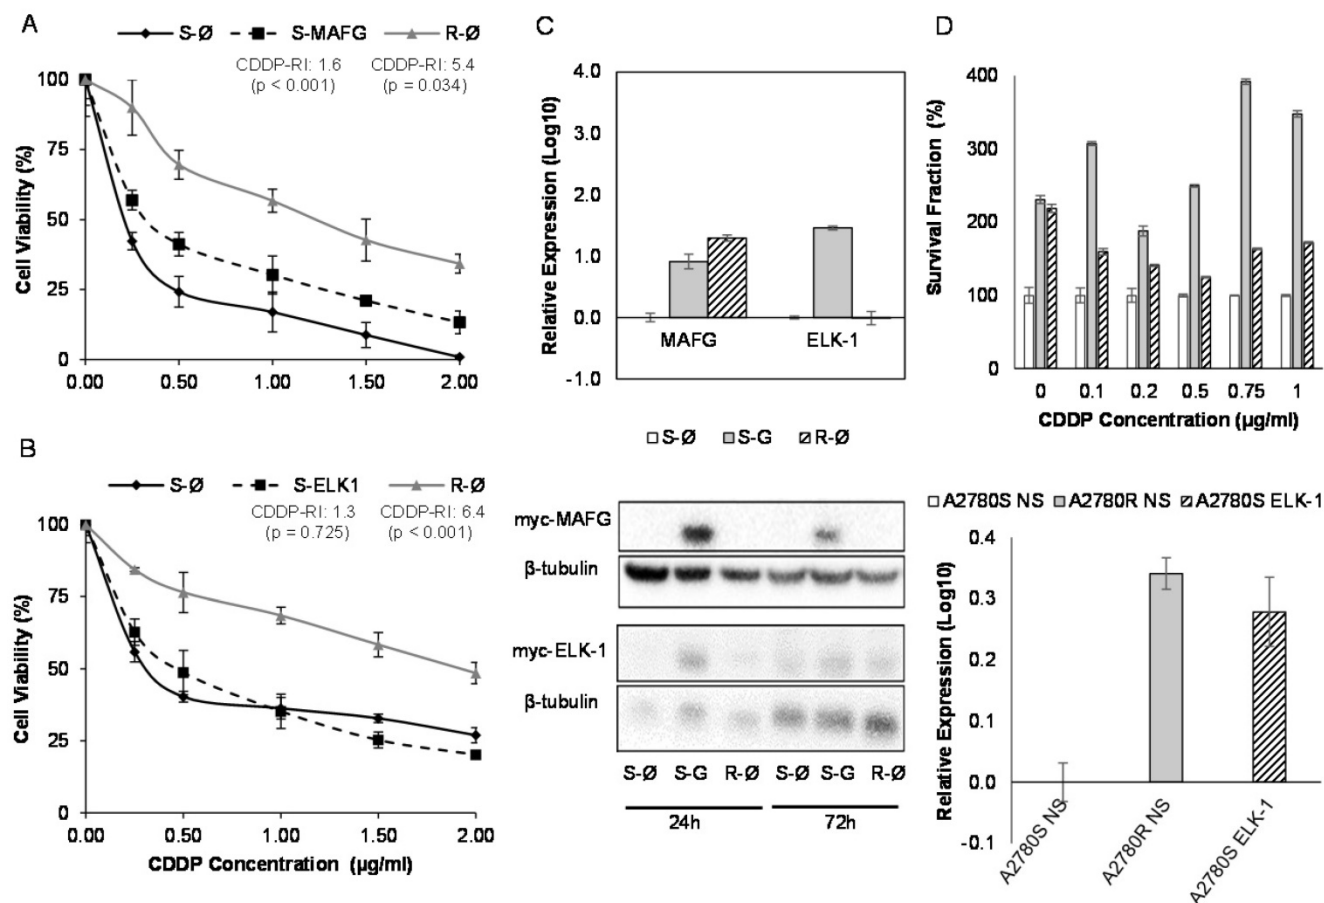 A
S-Ø S-MAFG R-Ø
CDDP-RI: 1.6 CDDP-RI: 5.4
(p < 0.001) (p = 0.034)
Cell Viability (%)
100
75
50
25
0
0.00 0.50 1.00 1.50 2.00
B
S-Ø S-ELK1 R-Ø
CDDP-RI: 1.3 CDDP-RI: 6.4
(p = 0.725) (p < 0.001)
Cell Viability (%)
100
75
50
25
0
0.00 0.50 1.00 1.50 2.00
CDDP Concentration (µg/ml)
C
Relative Expression (Log10)
4.0
3.0
2.0
1.0
0.0
-1.0
MAFG ELK-1
S-Ø S-G R-Ø
myc-MAFG
β-tubulin
myc-ELK-1
β-tubulin
S-Ø S-G R-Ø S-Ø S-G R-Ø
24h 72h
D
Survival Fraction (%)
400
300
200
100
0
0 0.1 0.2 0.5 0.75 1
CDDP Concentration (µg/ml)
A2780S NS A2780R NS A2780S ELK-1
Relative Expression (Log10)
0.4
0.3
0.2
0.1
0.0
-0.1
A2780S NS A2780R NS A2780S ELK-1